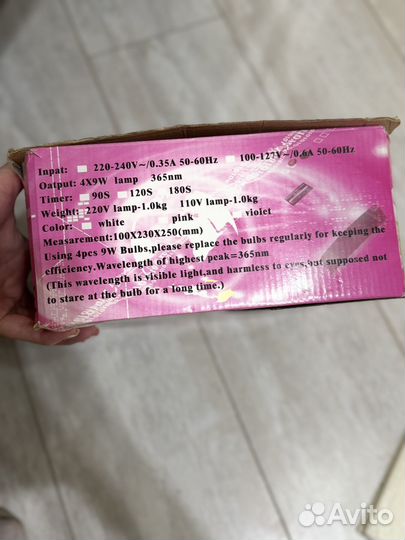 Input: 220-240V~/0.35A 50-60Hz 100-127V~/0.6A 50-60Hz
Output: 4X9W lamp 365nm
Timer: 90S 120S 180S
Weight: 220V lamp-1.0kg 110V lamp-1.0kg
Color: white pink violet
Measurement:100X230X250(mm)
Using 4pcs 9W Bulbs,please replace the bulbs regularly for keeping the
efficiency.Wavelength of highest peak=365nm
(This wavelength is visible light,and harmless to eyes,but supposed not
to stare at the bulb for a long time.)
Avito